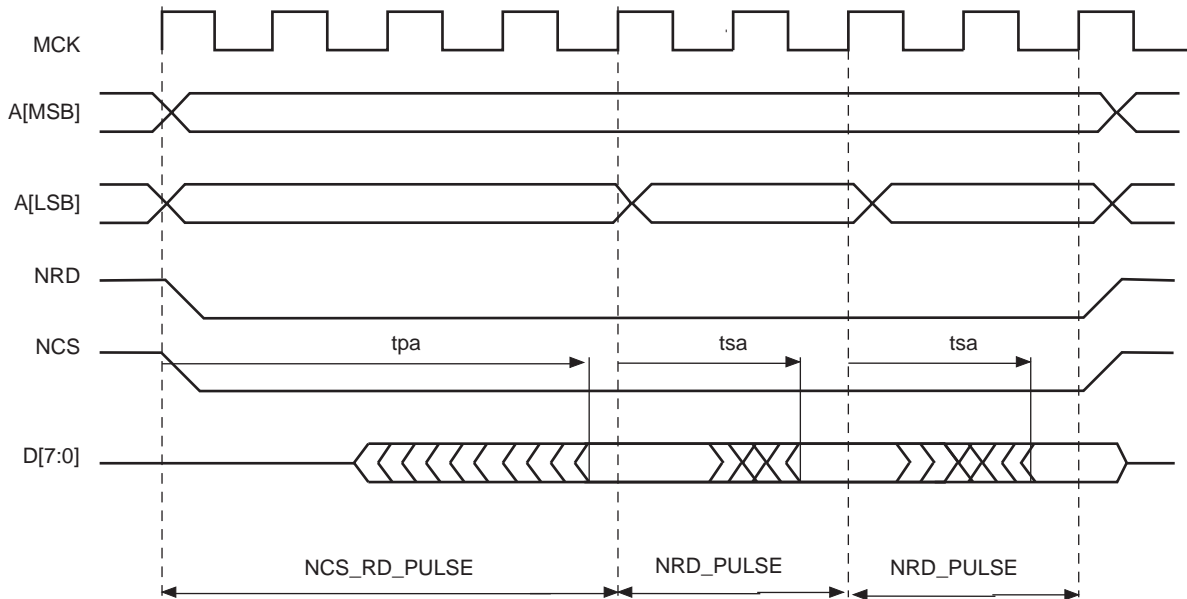 MCK
A[MSB]
A[LSB]
NRD
NCS
tpa
tsa
tsa
D[7:0]
NCS_RD_PULSE
NRD_PULSE
NRD_PULSE